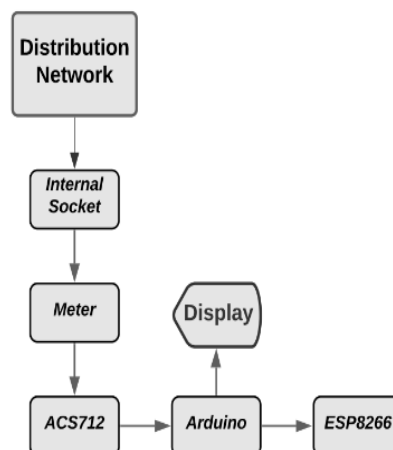 Distribution
Network
Internal
Socket
Meter
Display
ACS712
Arduino
ESP8266